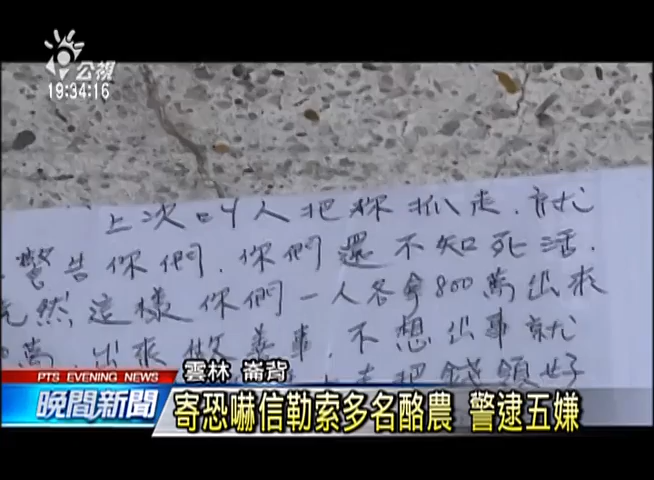 公視
19:34:16
上次叫人把你抓走.就
警告你們.你們還不知死活.
既然這樣你們一人各拿800萬出來
萬.出來做善事.不想出事就
把錢領好
雲林 崙背
PTS EVENING NEWS
晚間新聞
寄恐嚇信勒索多名酪農 警逮五嫌